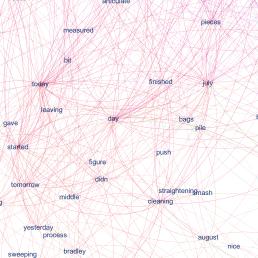 articulate
pieces
measured
bit
today
finished
july
leaving
gave
day
bags
pile
started
push
figure
didn
tomorrow
straightening
smash
middle
cleaning
yesterday
process
august
nice
sweeping
bradley